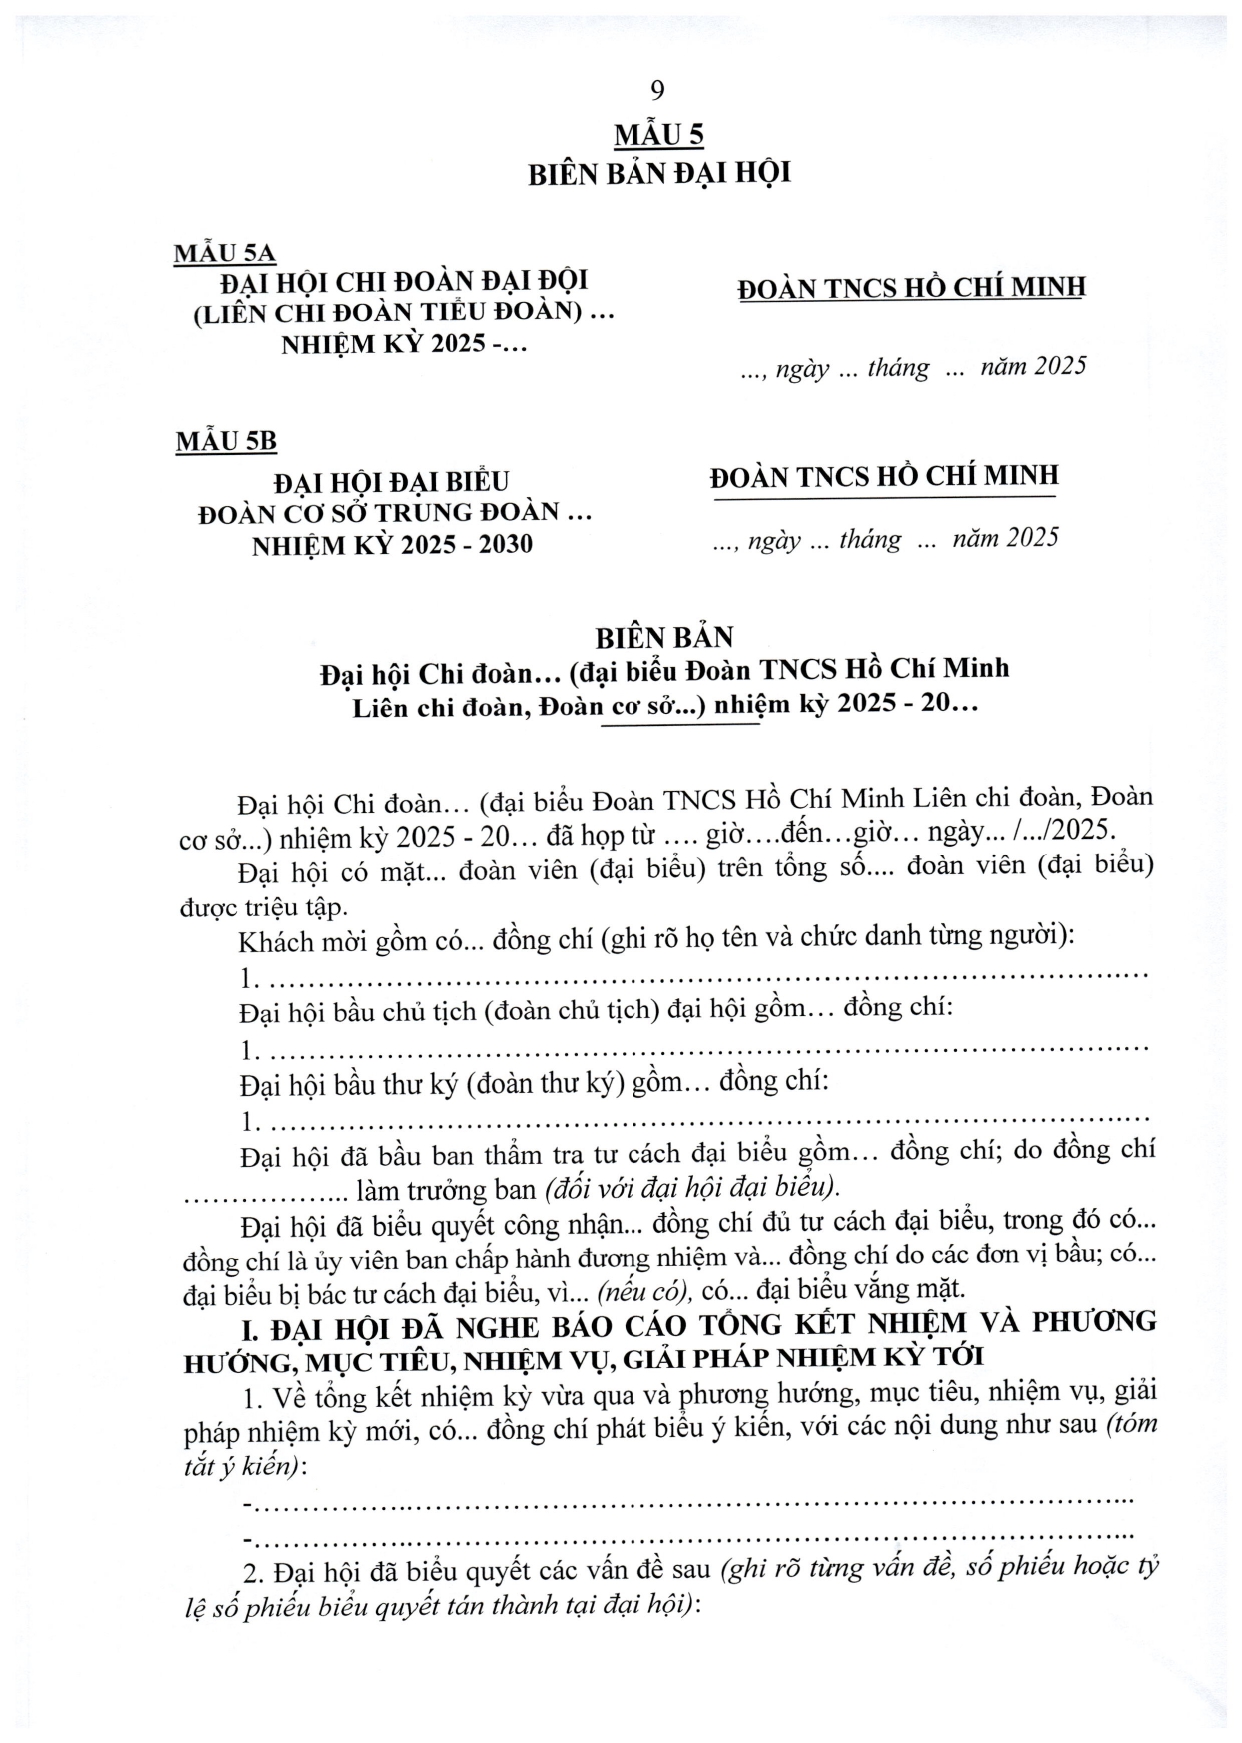 9
MẪU 5
BIÊN BẢN ĐẠI HỘI
MẪU 5A
ĐẠI HỘI CHI ĐOÀN ĐẠI ĐỘI
(LIÊN CHI ĐOÀN TIỂU ĐOÀN) …
NHIỆM KỲ 2025 -…
ĐOÀN TNCS HỒ CHÍ MINH
..., ngày ... tháng ... năm 2025
MẪU 5B
ĐẠI HỘI ĐẠI BIỂU
ĐOÀN CƠ SỞ TRUNG ĐOÀN …
NHIỆM KỲ 2025 - 2030
ĐOÀN TNCS HỒ CHÍ MINH
..., ngày ... tháng ... năm 2025
BIÊN BẢN
Đại hội Chi đoàn… (đại biểu Đoàn TNCS Hồ Chí Minh
Liên chi đoàn, Đoàn cơ sở...) nhiệm kỳ 2025 - 20…
Đại hội Chi đoàn… (đại biểu Đoàn TNCS Hồ Chí Minh Liên chi đoàn, Đoàn
cơ sở...) nhiệm kỳ 2025 - 20… đã họp từ …. giờ….đến…giờ… ngày... /.../2025.
Đại hội có mặt... đoàn viên (đại biểu) trên tổng số.... đoàn viên (đại biểu)
được triệu tập.
Khách mời gồm có... đồng chí (ghi rõ họ tên và chức danh từng người):
1. ……………………………………………………………………………
Đại hội bầu chủ tịch (đoàn chủ tịch) đại hội gồm… đồng chí:
1. ……………………………………………………………………………
Đại hội bầu thư ký (đoàn thư ký) gồm… đồng chí:
1. ……………………………………………………………………………
Đại hội đã bầu ban thẩm tra tư cách đại biểu gồm… đồng chí; do đồng chí
…………….. làm trưởng ban (đối với đại hội đại biểu).
Đại hội đã biểu quyết công nhận... đồng chí đủ tư cách đại biểu, trong đó có...
đồng chí là ủy viên ban chấp hành đương nhiệm và... đồng chí do các đơn vị bầu; có...
đại biểu bị bác tư cách đại biểu, vì... (nếu có), có... đại biểu vắng mặt.
I. ĐẠI HỘI ĐÃ NGHE BÁO CÁO TỔNG KẾT NHIỆM VÀ PHƯƠNG
HƯỚNG, MỤC TIÊU, NHIỆM VỤ, GIẢI PHÁP NHIỆM KỲ TỚI
1. Về tổng kết nhiệm kỳ vừa qua và phương hướng, mục tiêu, nhiệm vụ, giải
pháp nhiệm kỳ mới, có... đồng chí phát biểu ý kiến, với các nội dung như sau (tóm
tắt ý kiến):
-……………………………………………………………………………...
-……………………………………………………………………………...
2. Đại hội đã biểu quyết các vấn đề sau (ghi rõ từng vấn đề, số phiếu hoặc tỷ
lệ số phiếu biểu quyết tán thành tại đại hội):